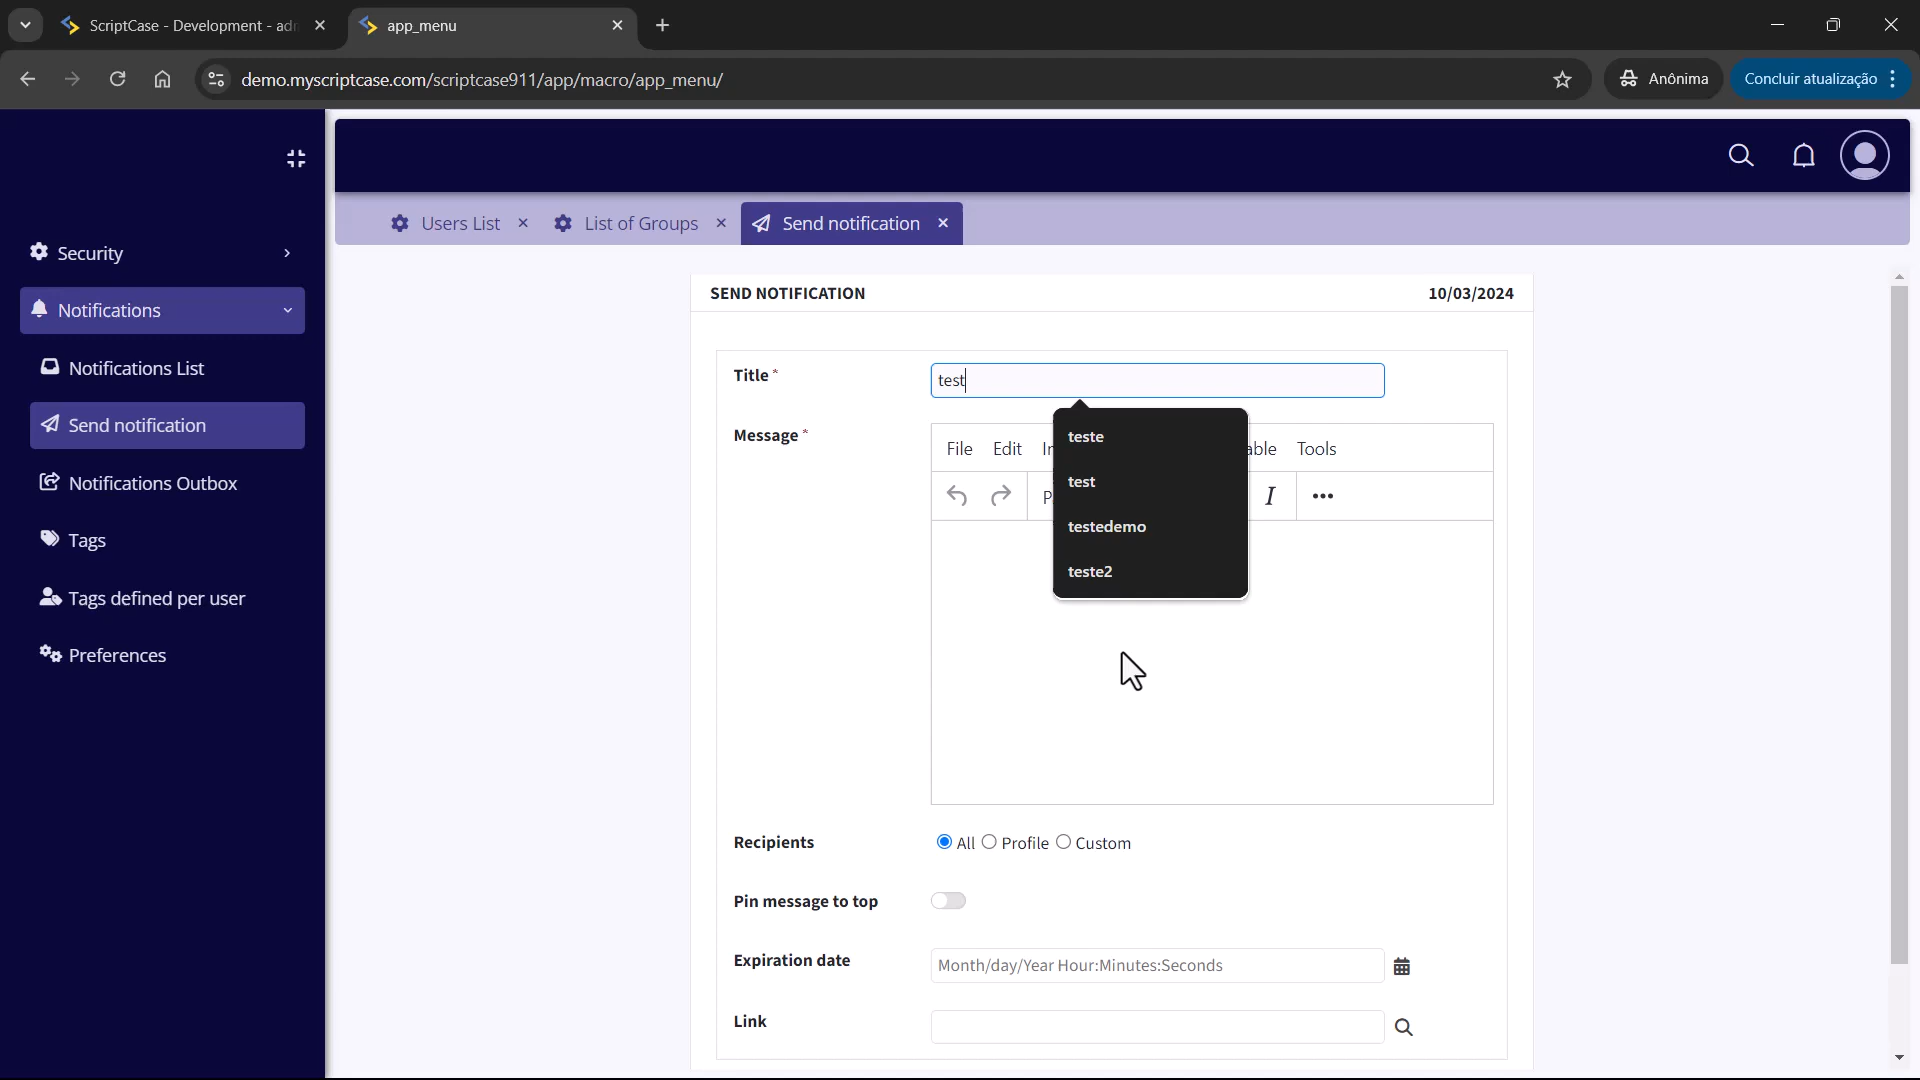 ScriptCase - Development - adm
app_menu
demo.myscriptcase.com/scriptcase911/app/macro/app_menu/
Anônima
Concluir atualização
Users List
List of Groups
Send notification
Security
Notifications
Notifications List
Send notification
Notifications Outbox
Tags
Tags defined per user
Preferences
SEND NOTIFICATION
10/03/2024
Title *
test
Message *
File Edit Tools
teste
test
testedemo
teste2
I
Recipients
All Profile Custom
Pin message to top
Expiration date
Month/day/Year Hour:Minutes:Seconds
Link